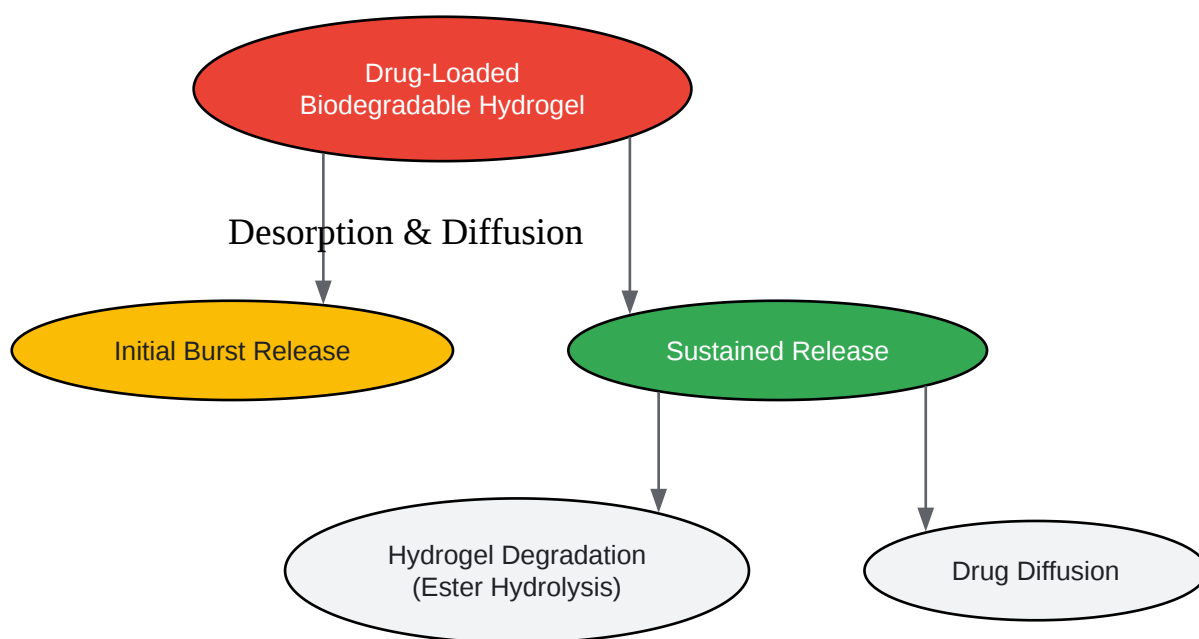 Drug-Loaded
Biodegradable Hydrogel
Desorption & Diffusion
Initial Burst Release
Sustained Release
Hydrogel Degradation
(Ester Hydrolysis)
Drug Diffusion